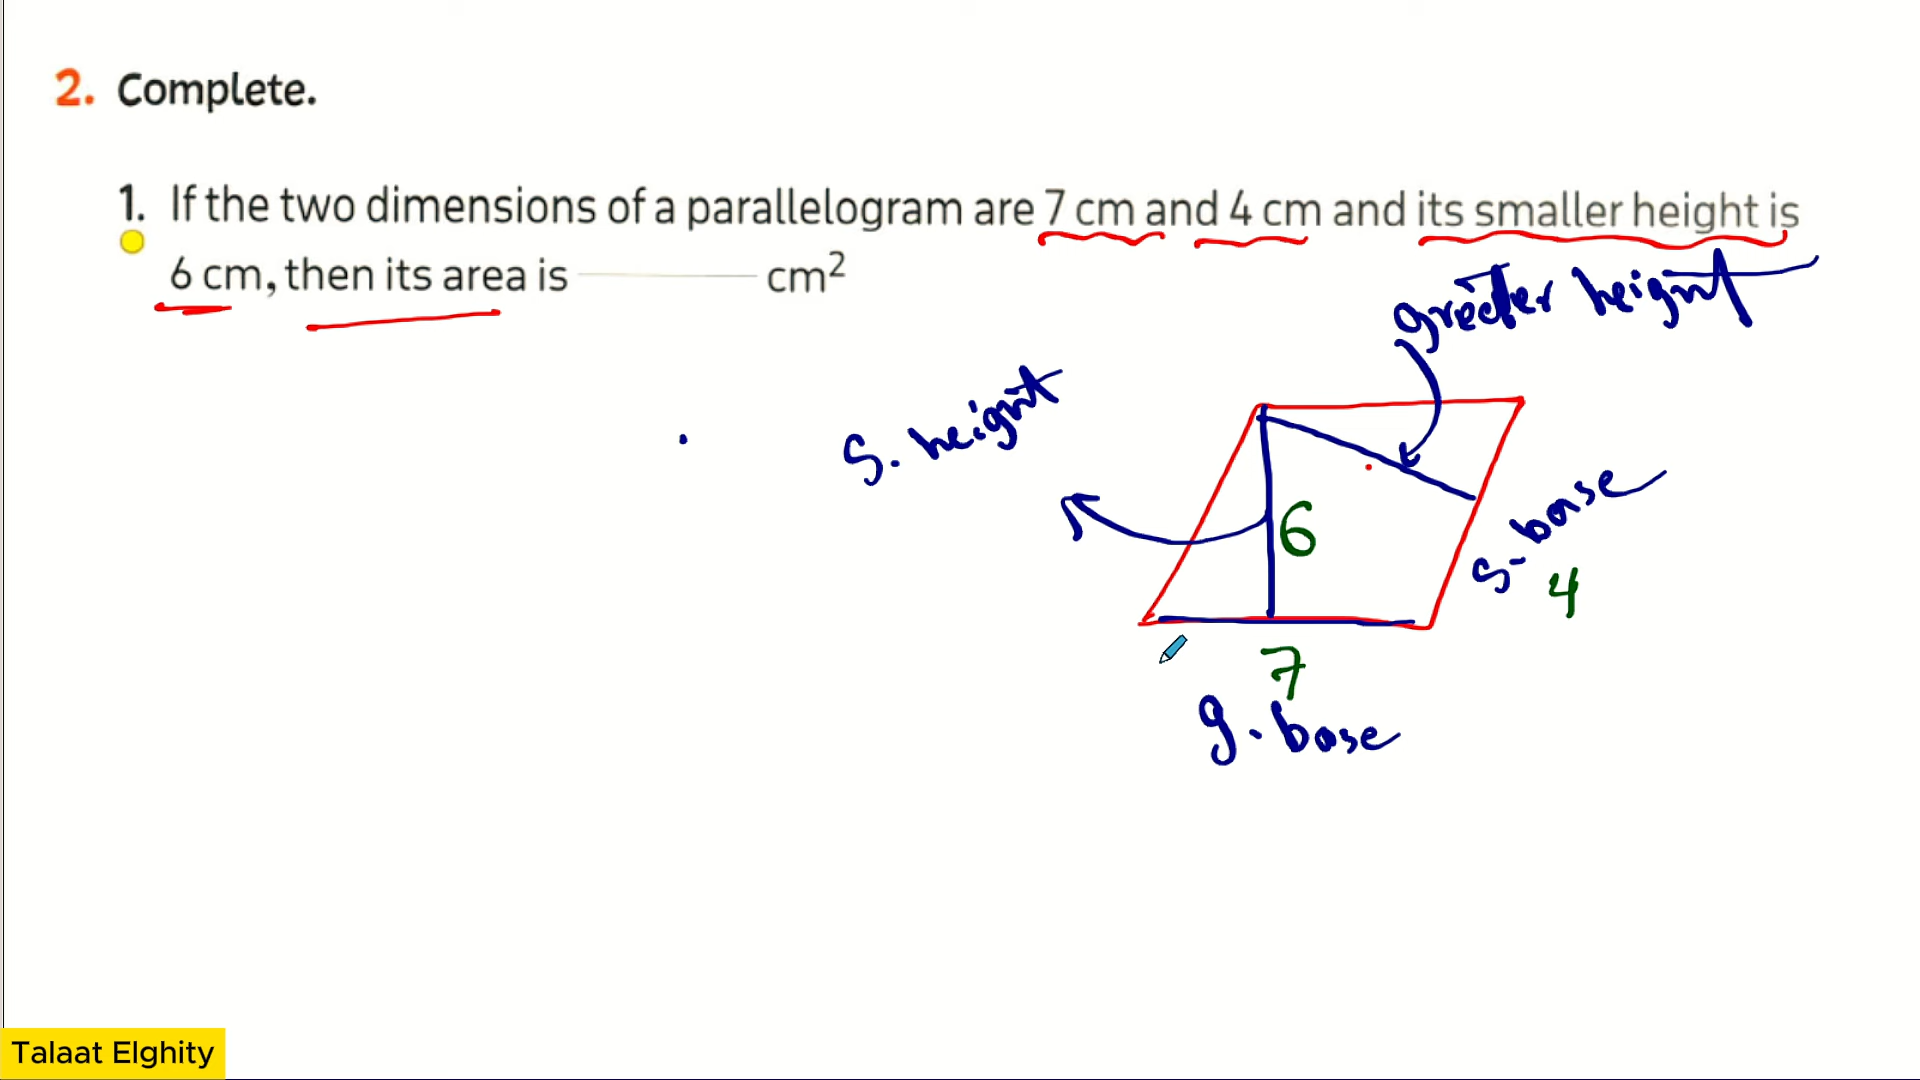 2. Complete.
1. If the two dimensions of a parallelogram are 7 cm and 4 cm and its smaller height is
6 cm, then its area is ———— cm²
greater height
S. height
6
S-base
4
7
g. base
Talaat Elghity